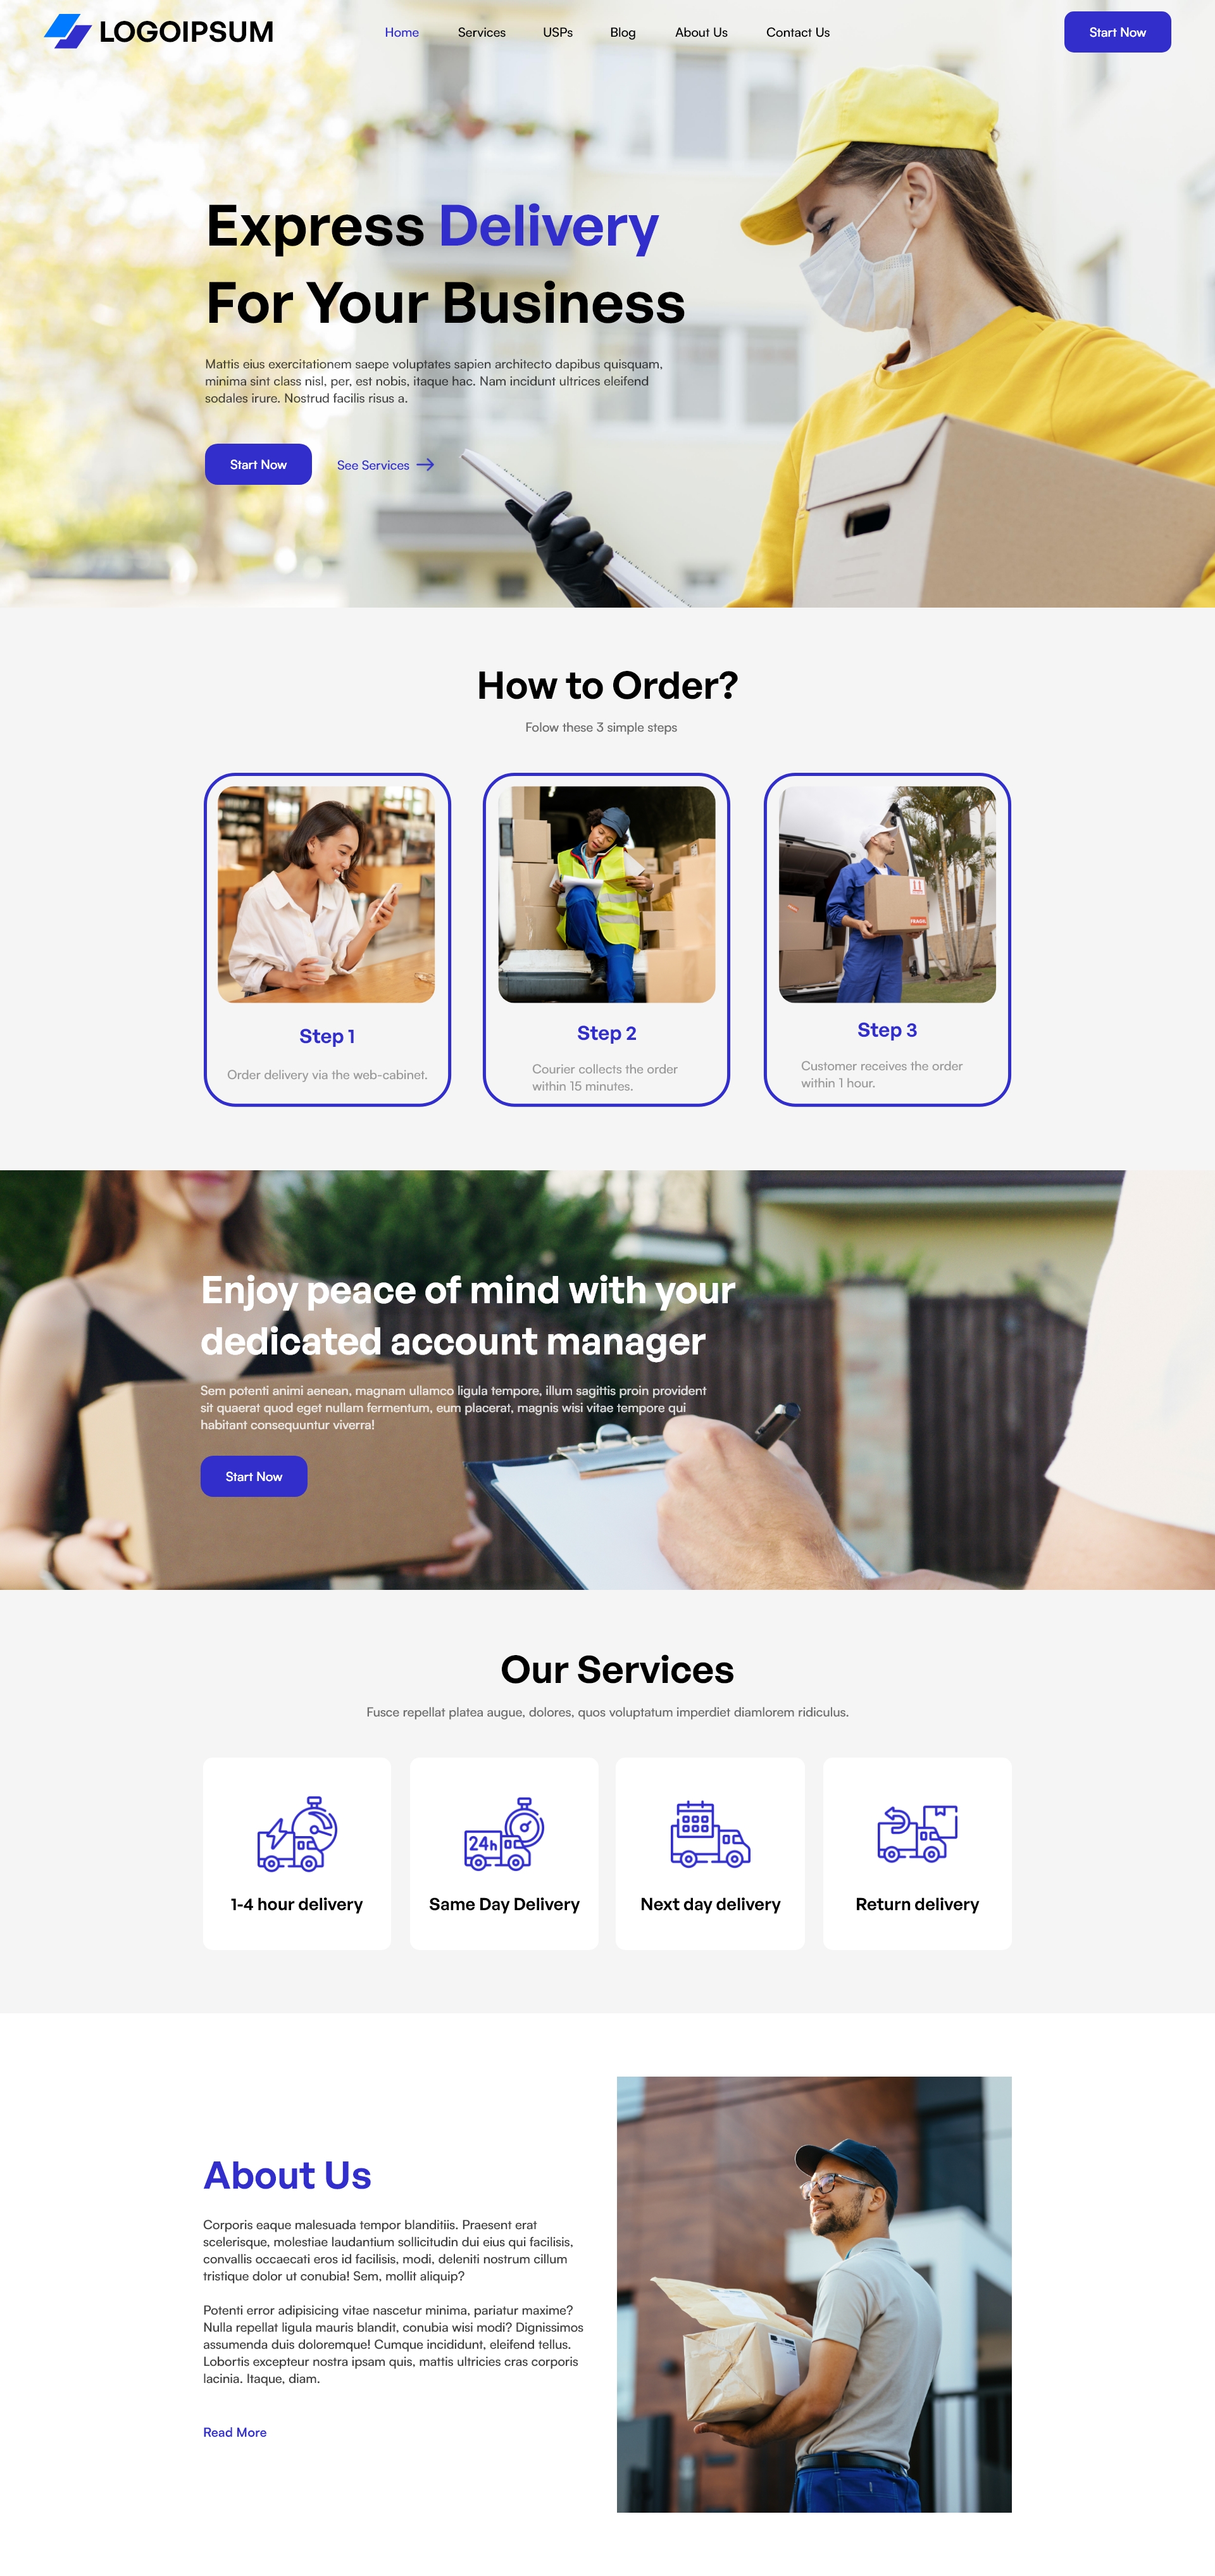 LOGOIPSUM
Home
Services
USPs
Blog
About Us
Contact Us
Start Now
Express Delivery
For Your Business
Mattis eius exercitationem saepe voluptates sapien architecto dapibus quisquam,
minima sint class nisl, per, est nobis, itaque hac. Nam incidunt ultrices eleifend
sodales irure. Nostrud facilis risus a.
Start Now
See Services
How to Order?
Folow these 3 simple steps
FRAGIL
Step 1
Order delivery via the web-cabinet.
Step 2
Courier collects the order
within 15 minutes.
Step 3
Customer receives the order
within 1 hour.
Enjoy peace of mind with your
dedicated account manager
Sem potenti animi aenean, magnam ullamco ligula tempore, illum sagittis proin provident
sit quaerat quod eget nullam fermentum, eum placerat, magnis wisi vitae tempore qui
habitant consequuntur viverra!
Start Now
Our Services
Fusce repellat platea augue, dolores, quos voluptatum imperdiet diamlorem ridiculus.
24h
1-4 hour delivery
Same Day Delivery
Next day delivery
Return delivery
About Us
Corporis eaque malesuada tempor blanditiis. Praesent erat
scelerisque, molestiae laudantium sollicitudin dui eius qui facilisis,
convallis occaecati eros id facilisis, modi, deleniti nostrum cillum
tristique dolor ut conubia! Sem, mollit aliquip?
Potenti error adipisicing vitae nascetur minima, pariatur maxime?
Nulla repellat ligula mauris blandit, conubia wisi modi? Dignissimos
assumenda duis doloremque! Cumque incididunt, eleifend tellus.
Lobortis excepteur nostra ipsam quis, mattis ultricies cras corporis
lacinia. Itaque, diam.
Read More